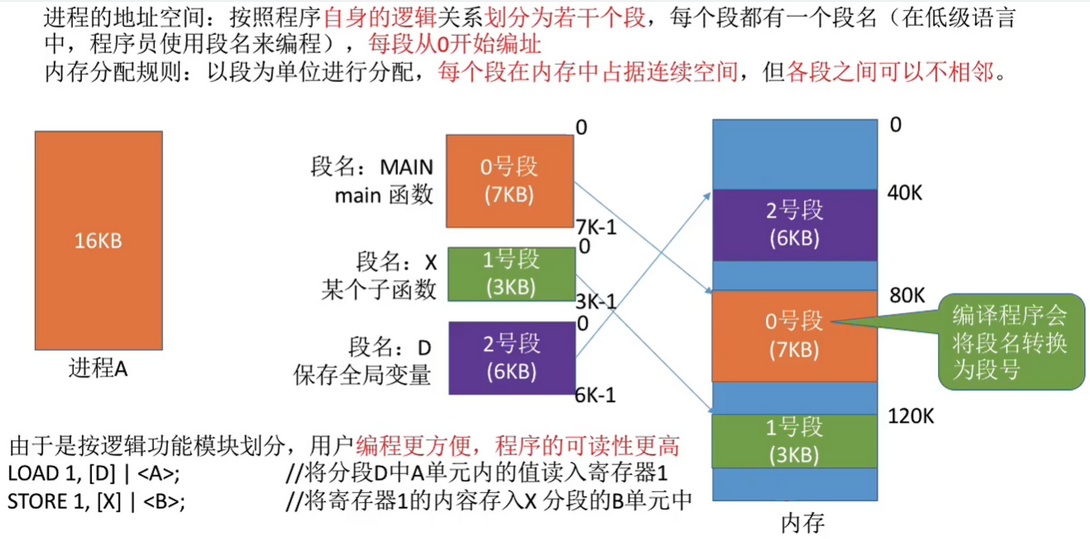 进程的地址空间：按照程序自身的逻辑关系划分为若干个段，每个段都有一个段名（在低级语言
中，程序员使用段名来编程），每段从0开始编址
内存分配规则：以段为单位进行分配，每个段在内存中占据连续空间，但各段之间可以不相邻。
16KB
进程A
段名：MAIN
main 函数
0号段
(7KB)
0
7K-1
段名：X
某个子函数
1号段
(3KB)
0
3K-1
段名：D
保存全局变量
2号段
(6KB)
0
6K-1
0
2号段
(6KB)
40K
0号段
(7KB)
80K
1号段
(3KB)
120K
内存
编译程序会
将段名转换
为段号
由于是按逻辑功能模块划分，用户编程更方便，程序的可读性更高
LOAD 1, [D] | <A>; //将分段D中A单元内的值读入寄存器1
STORE 1, [X] | <B>; //将寄存器1的内容存入X 分段的B单元中